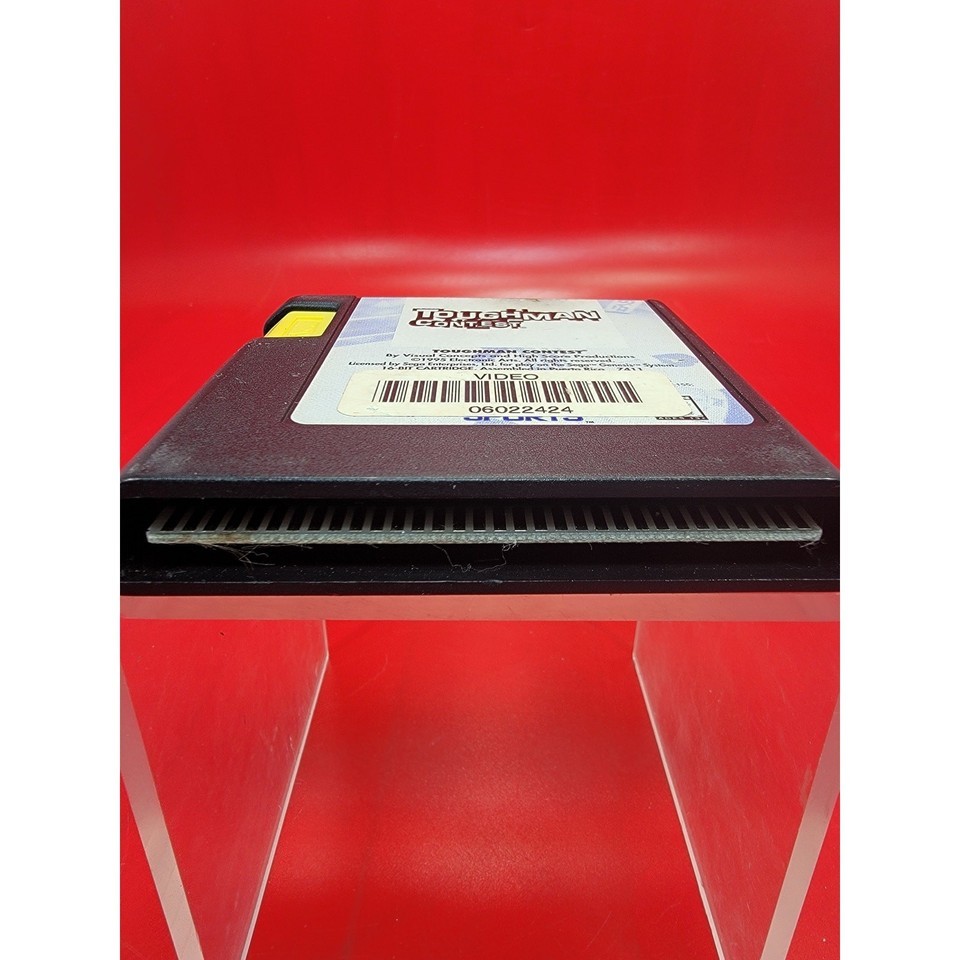 TOUGHMAN
CONTEST
TOUGHMAN CONTEST™
By Visual Concepts and High Score Productions
©1995 Electronic Arts. All rights reserved.
Licensed by Sega Enterprises, Ltd. for play on the Sega™ Genesis™ System.
16-BIT CARTRIDGE. Assembled in Puerto Rico 7411
VIDEO
06022424
SPORTS™